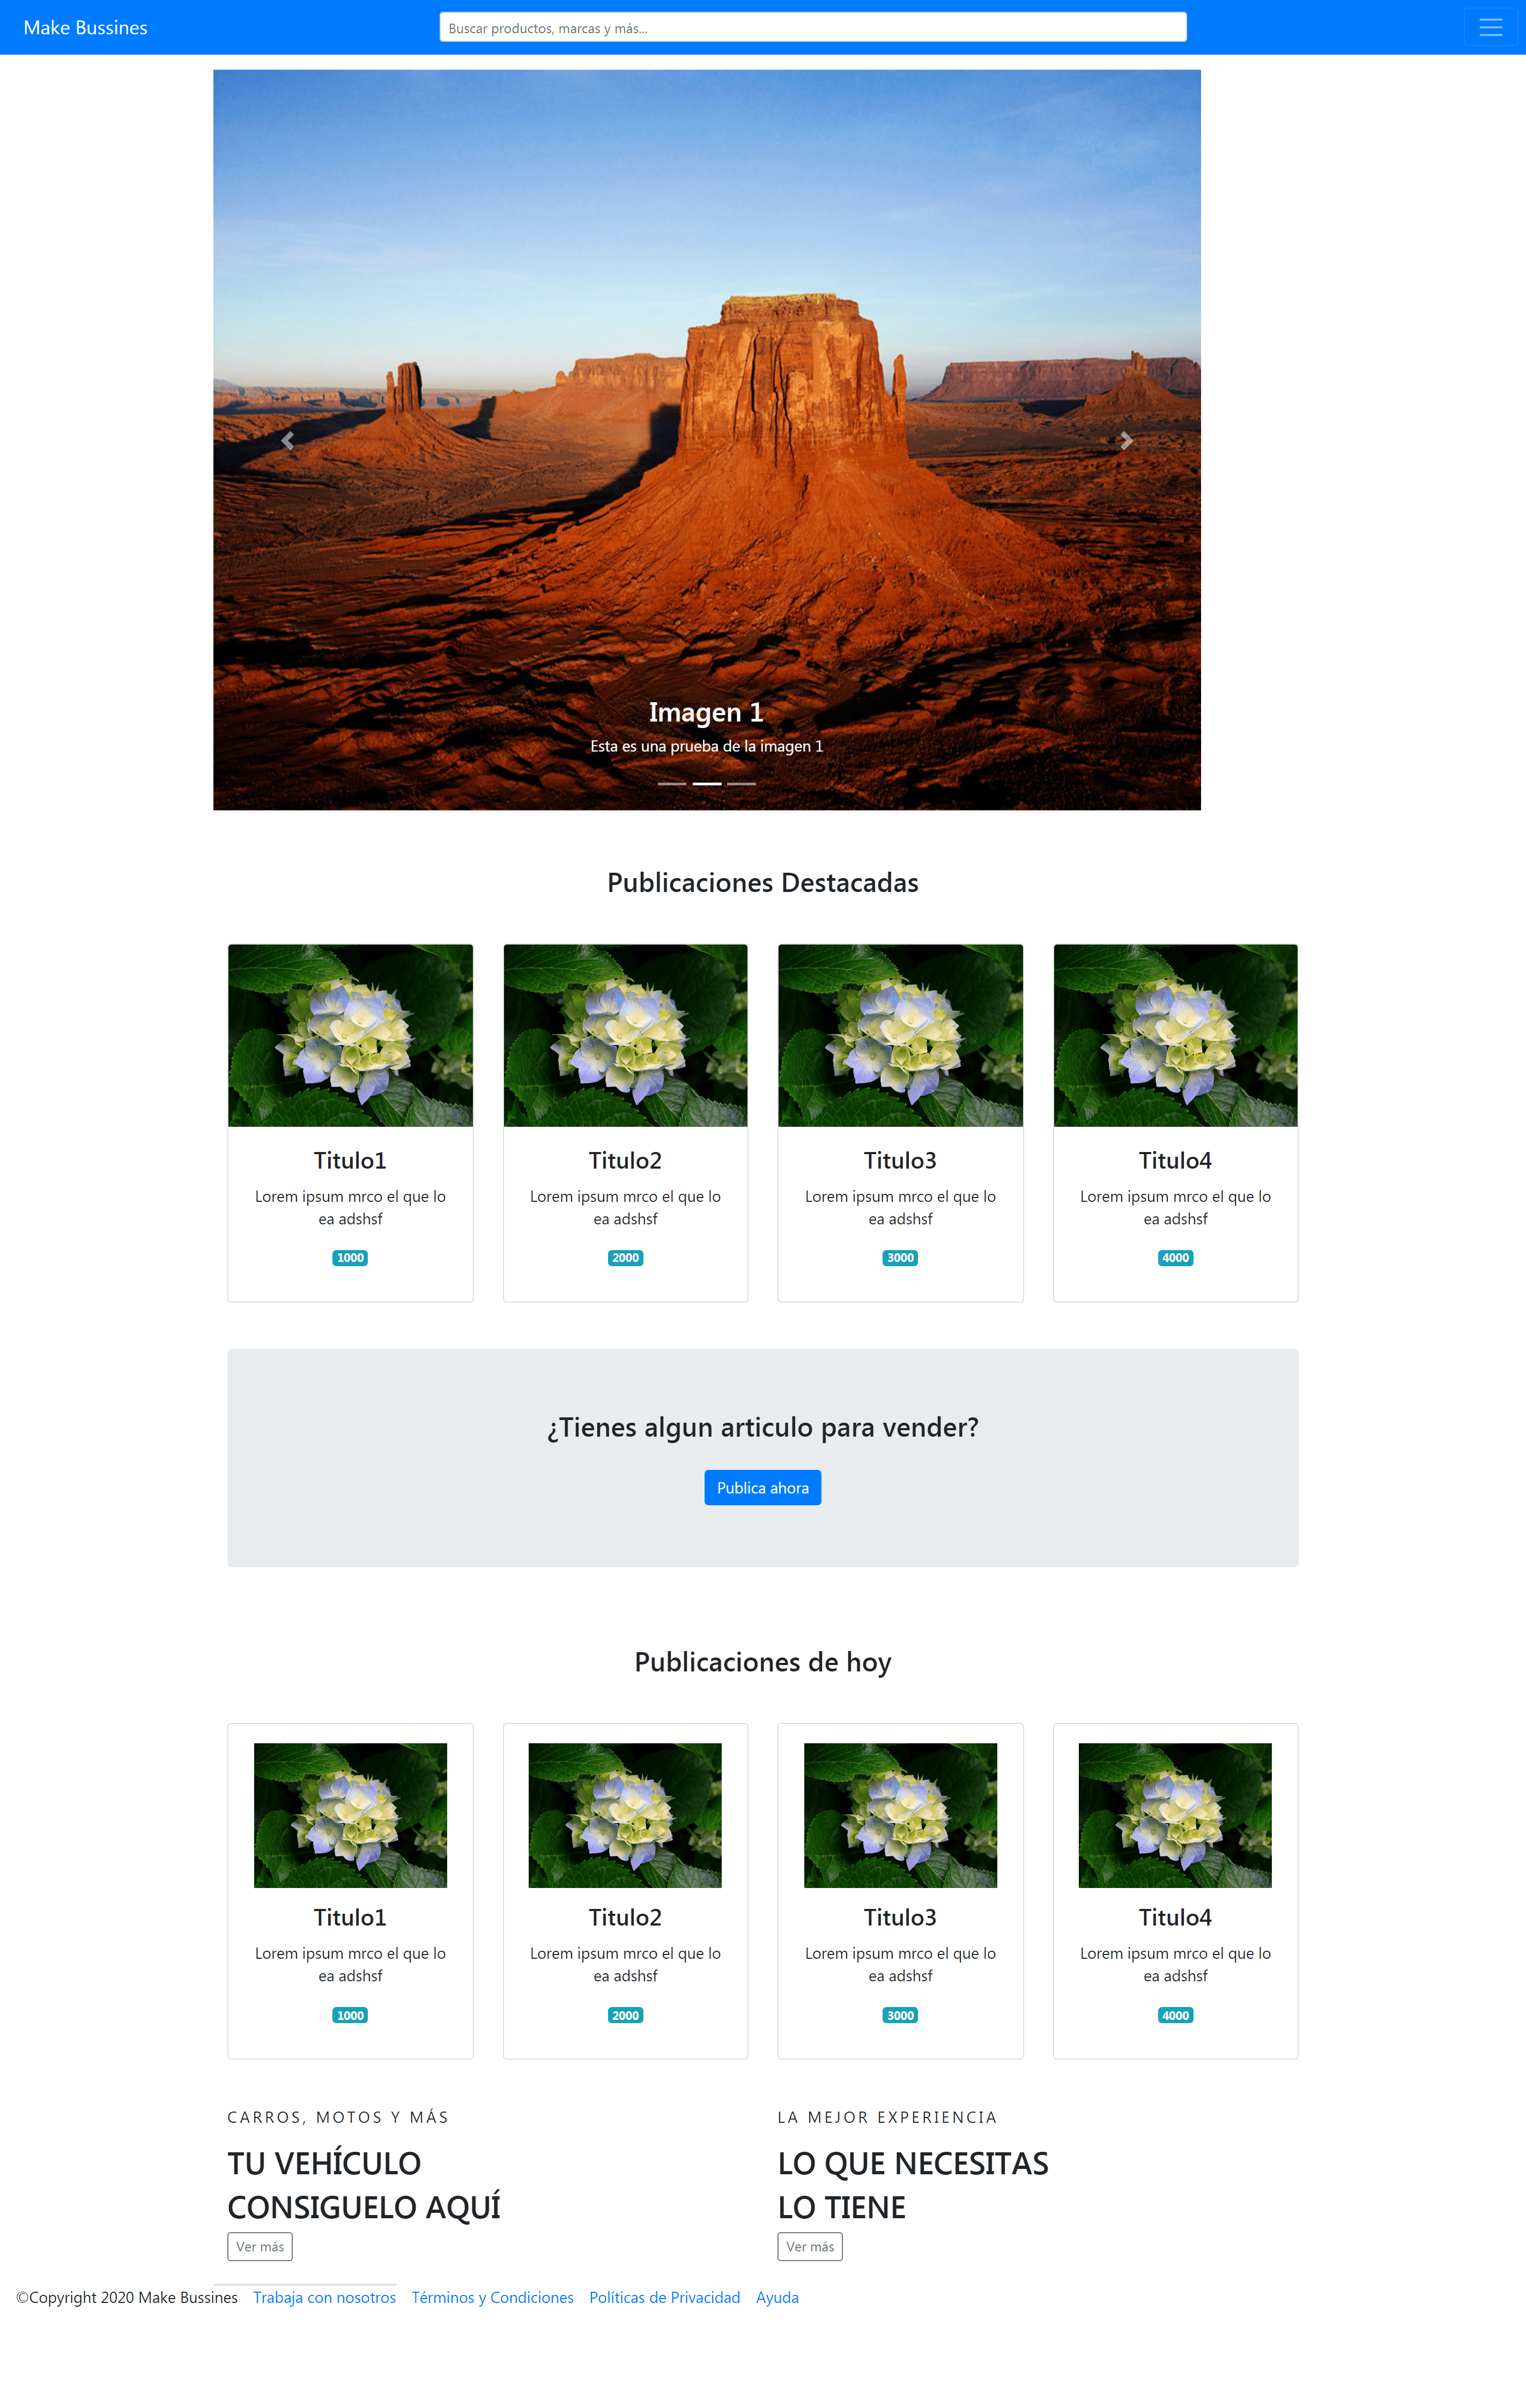 Make Bussines
Buscar productos, marcas y más...
Imagen 1
Esta es una prueba de la imagen 1
Publicaciones Destacadas
Titulo1
Lorem ipsum mrco el que lo
ea adshsf
1000
Titulo2
Lorem ipsum mrco el que lo
ea adshsf
2000
Titulo3
Lorem ipsum mrco el que lo
ea adshsf
3000
Titulo4
Lorem ipsum mrco el que lo
ea adshsf
4000
¿Tienes algun articulo para vender?
Publica ahora
Publicaciones de hoy
Titulo1
Lorem ipsum mrco el que lo
ea adshsf
1000
Titulo2
Lorem ipsum mrco el que lo
ea adshsf
2000
Titulo3
Lorem ipsum mrco el que lo
ea adshsf
3000
Titulo4
Lorem ipsum mrco el que lo
ea adshsf
4000
CARROS, MOTOS Y MÁS
TU VEHÍCULO
CONSIGUELO AQUÍ
Ver más
LA MEJOR EXPERIENCIA
LO QUE NECESITAS
LO TIENE
Ver más
©Copyright 2020 Make Bussines Trabaja con nosotros Términos y Condiciones Políticas de Privacidad Ayuda